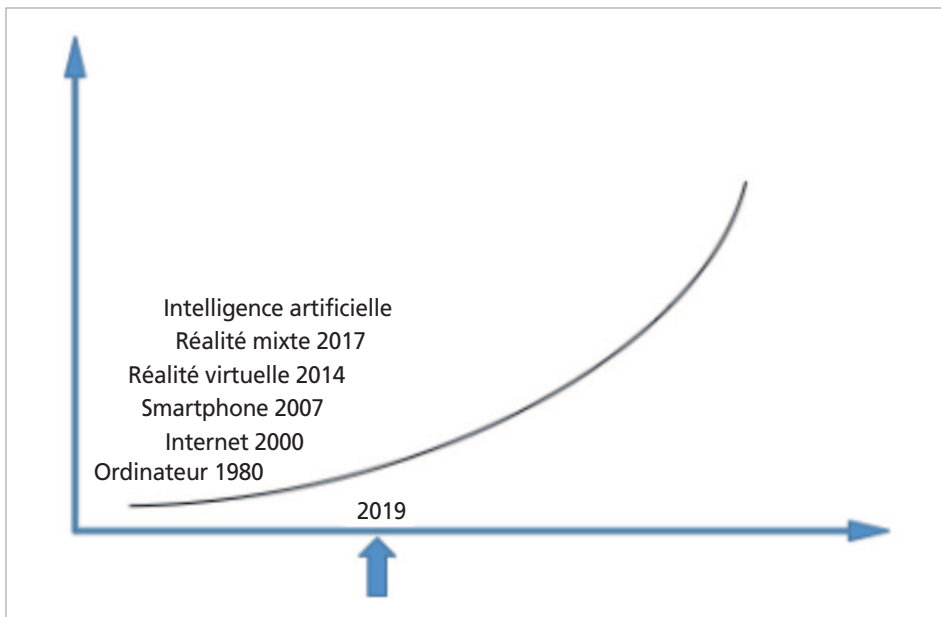 Intelligence artificielle
Réalité mixte 2017
Réalité virtuelle 2014
Smartphone 2007
Internet 2000
Ordinateur 1980
2019